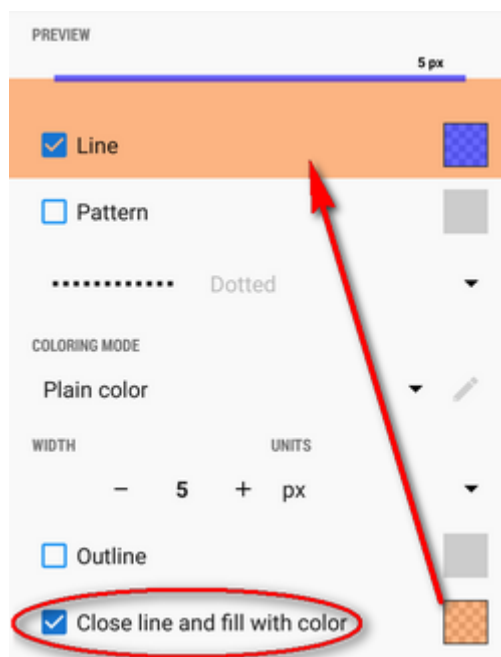 PREVIEW
5 px
Line
Pattern
Dotted
COLORING MODE
Plain color
WIDTH UNITS
− 5 + px
Outline
Close line and fill with color